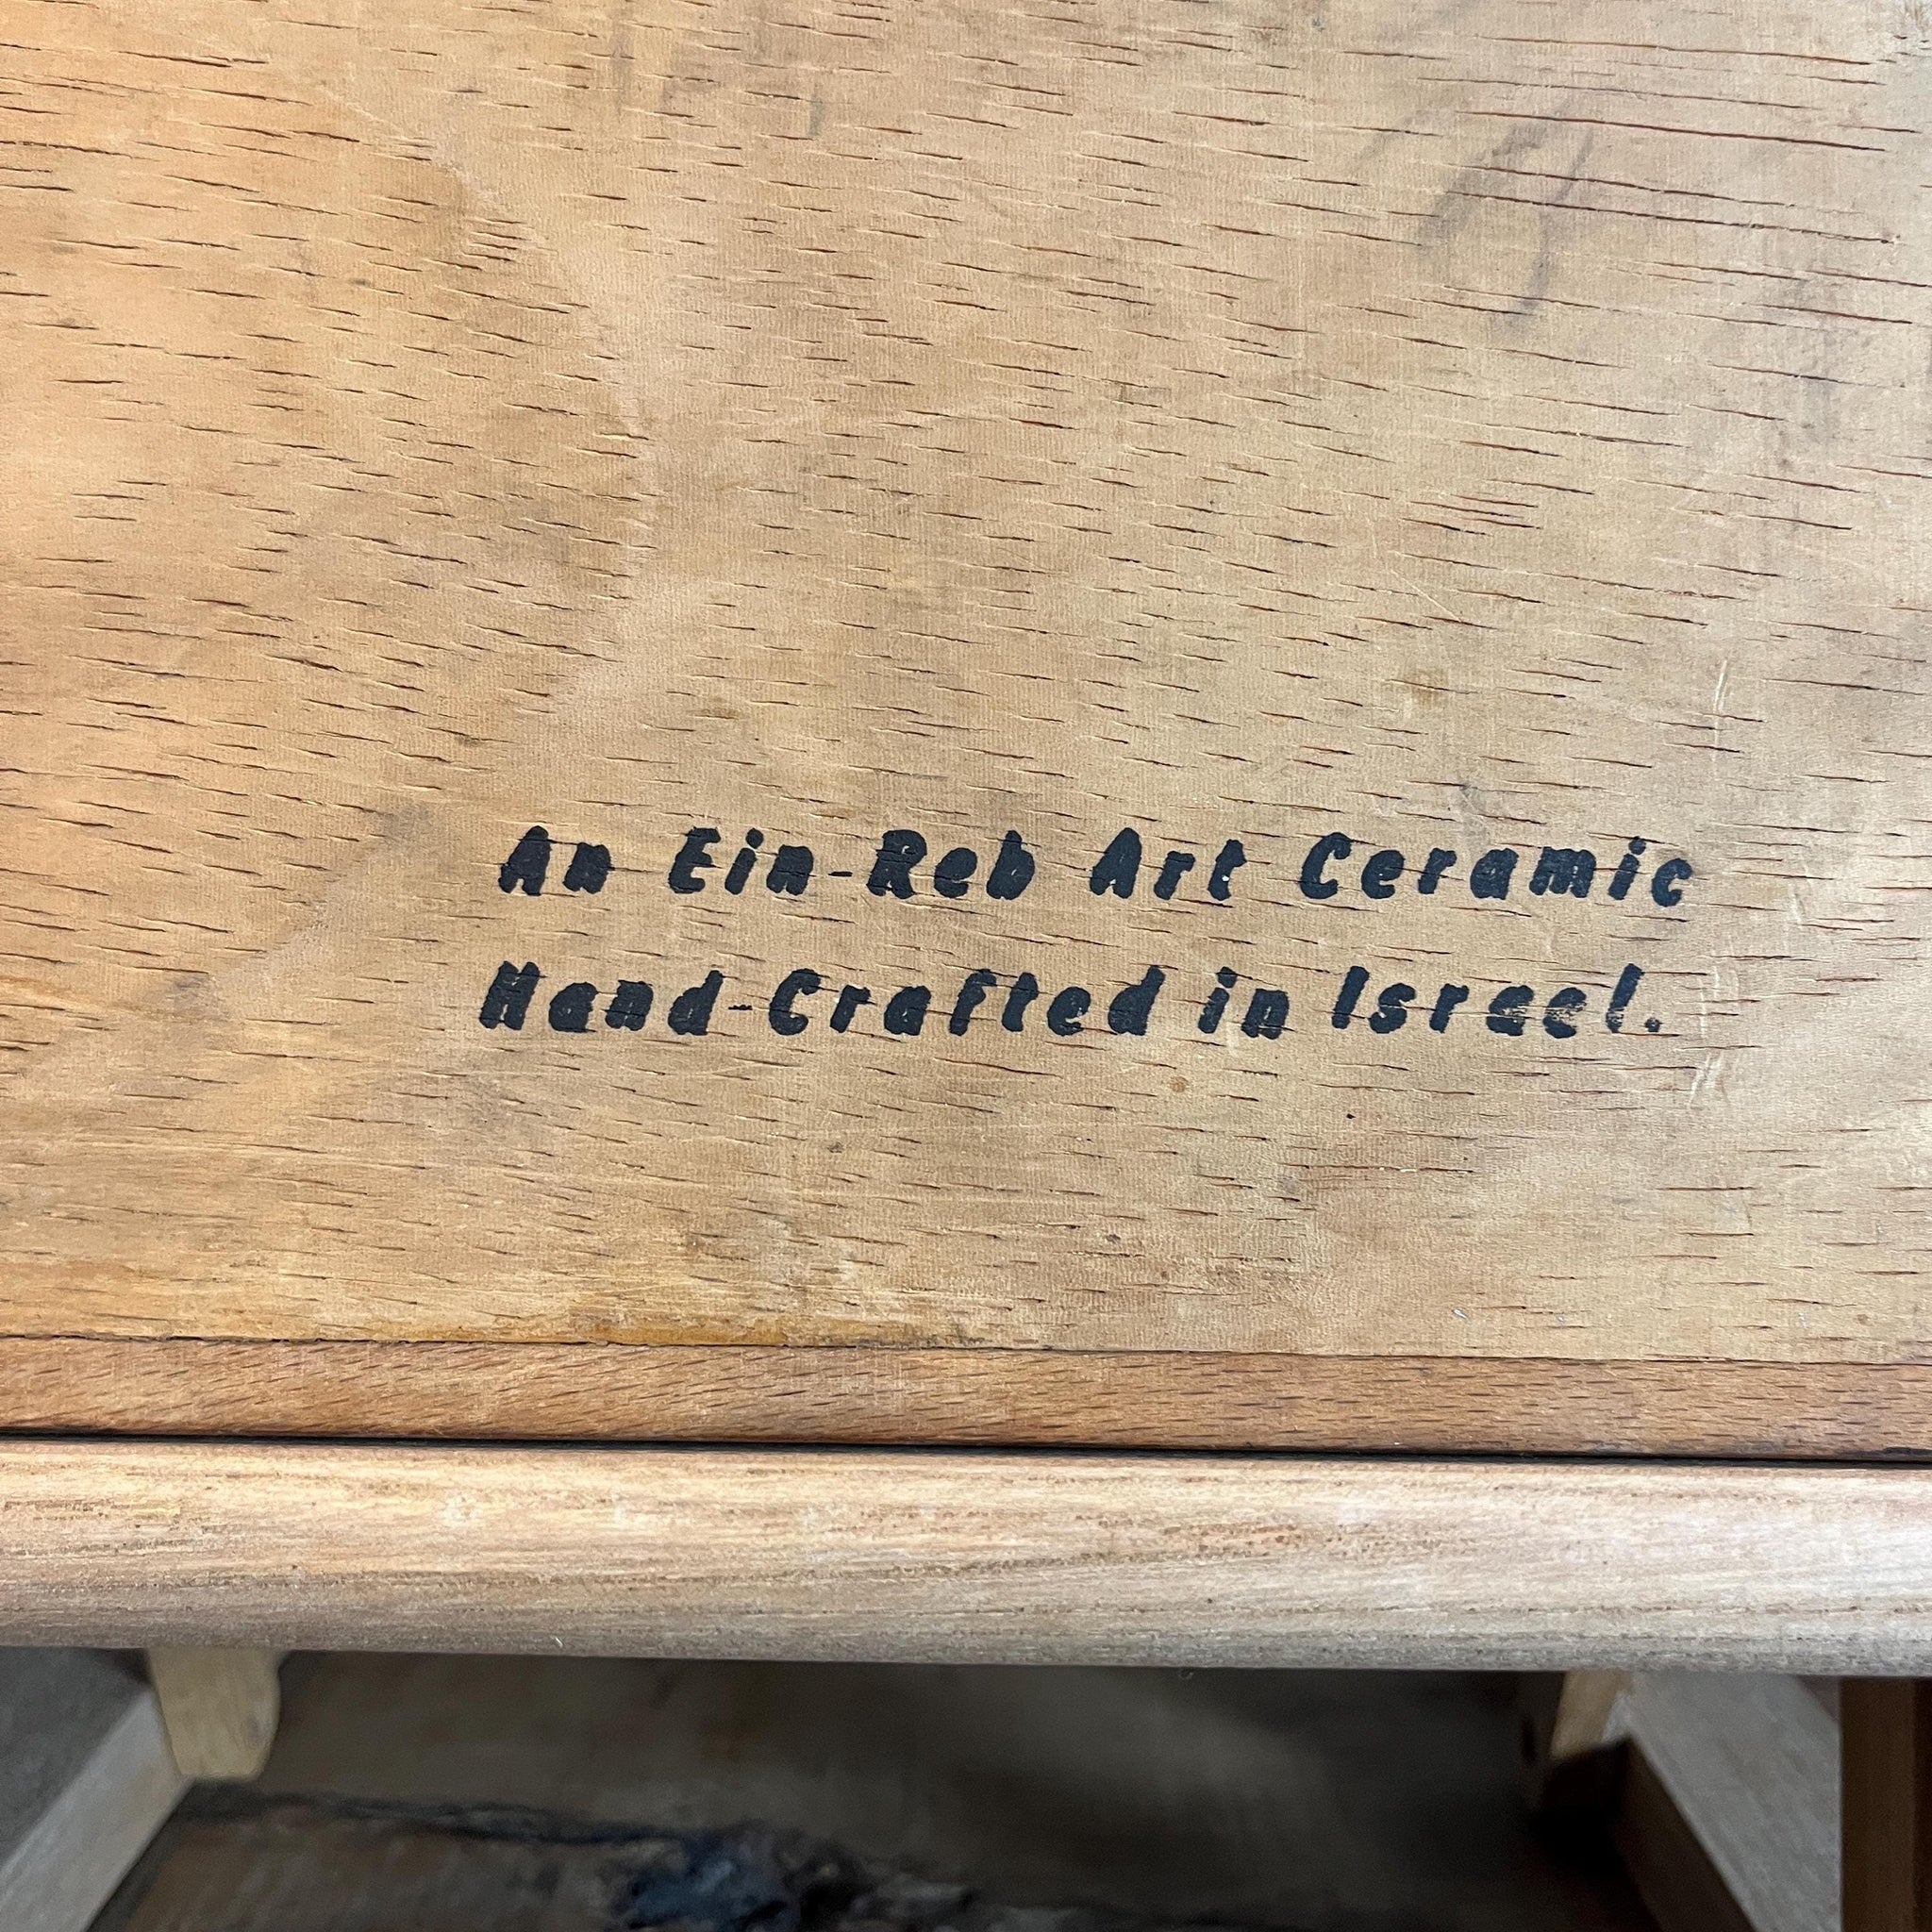 An Ein-Reb Art Ceramic
Hand-Crafted in Israel.